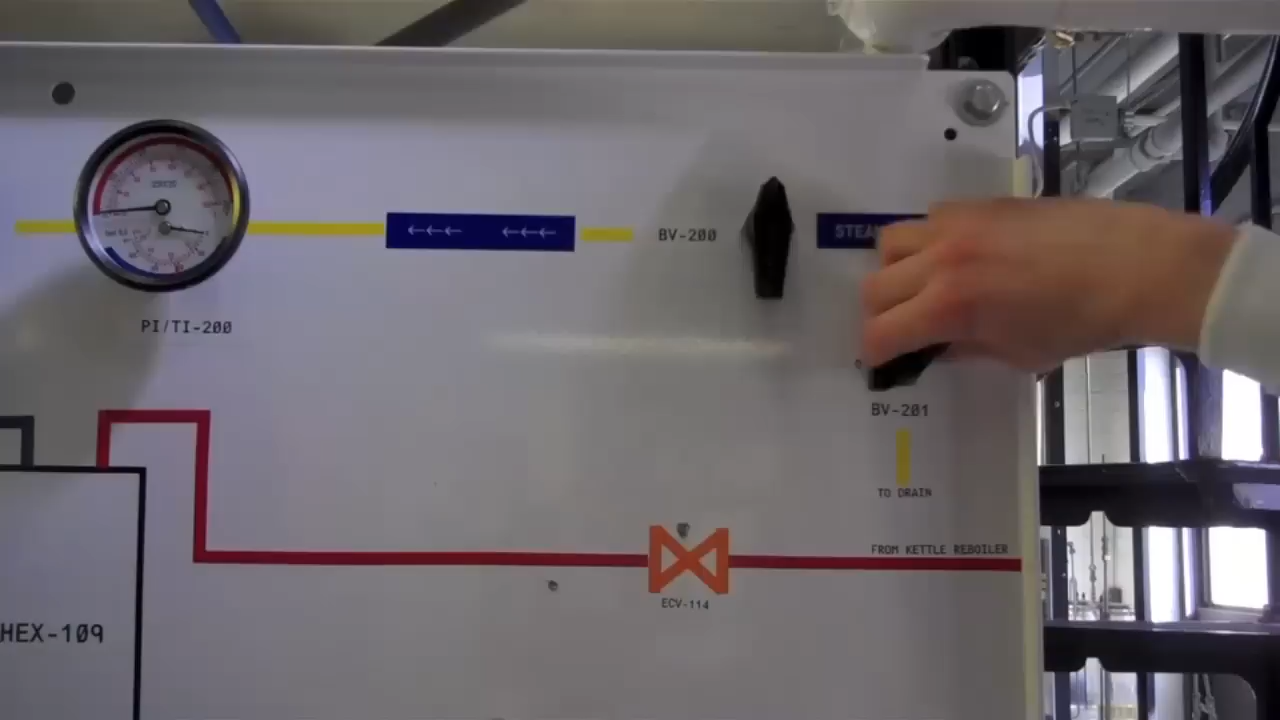 BV-200
PI/TI-200
BV-201
TO DRAIN
FROM KETTLE REBOILER
ECV-114
HEX-109